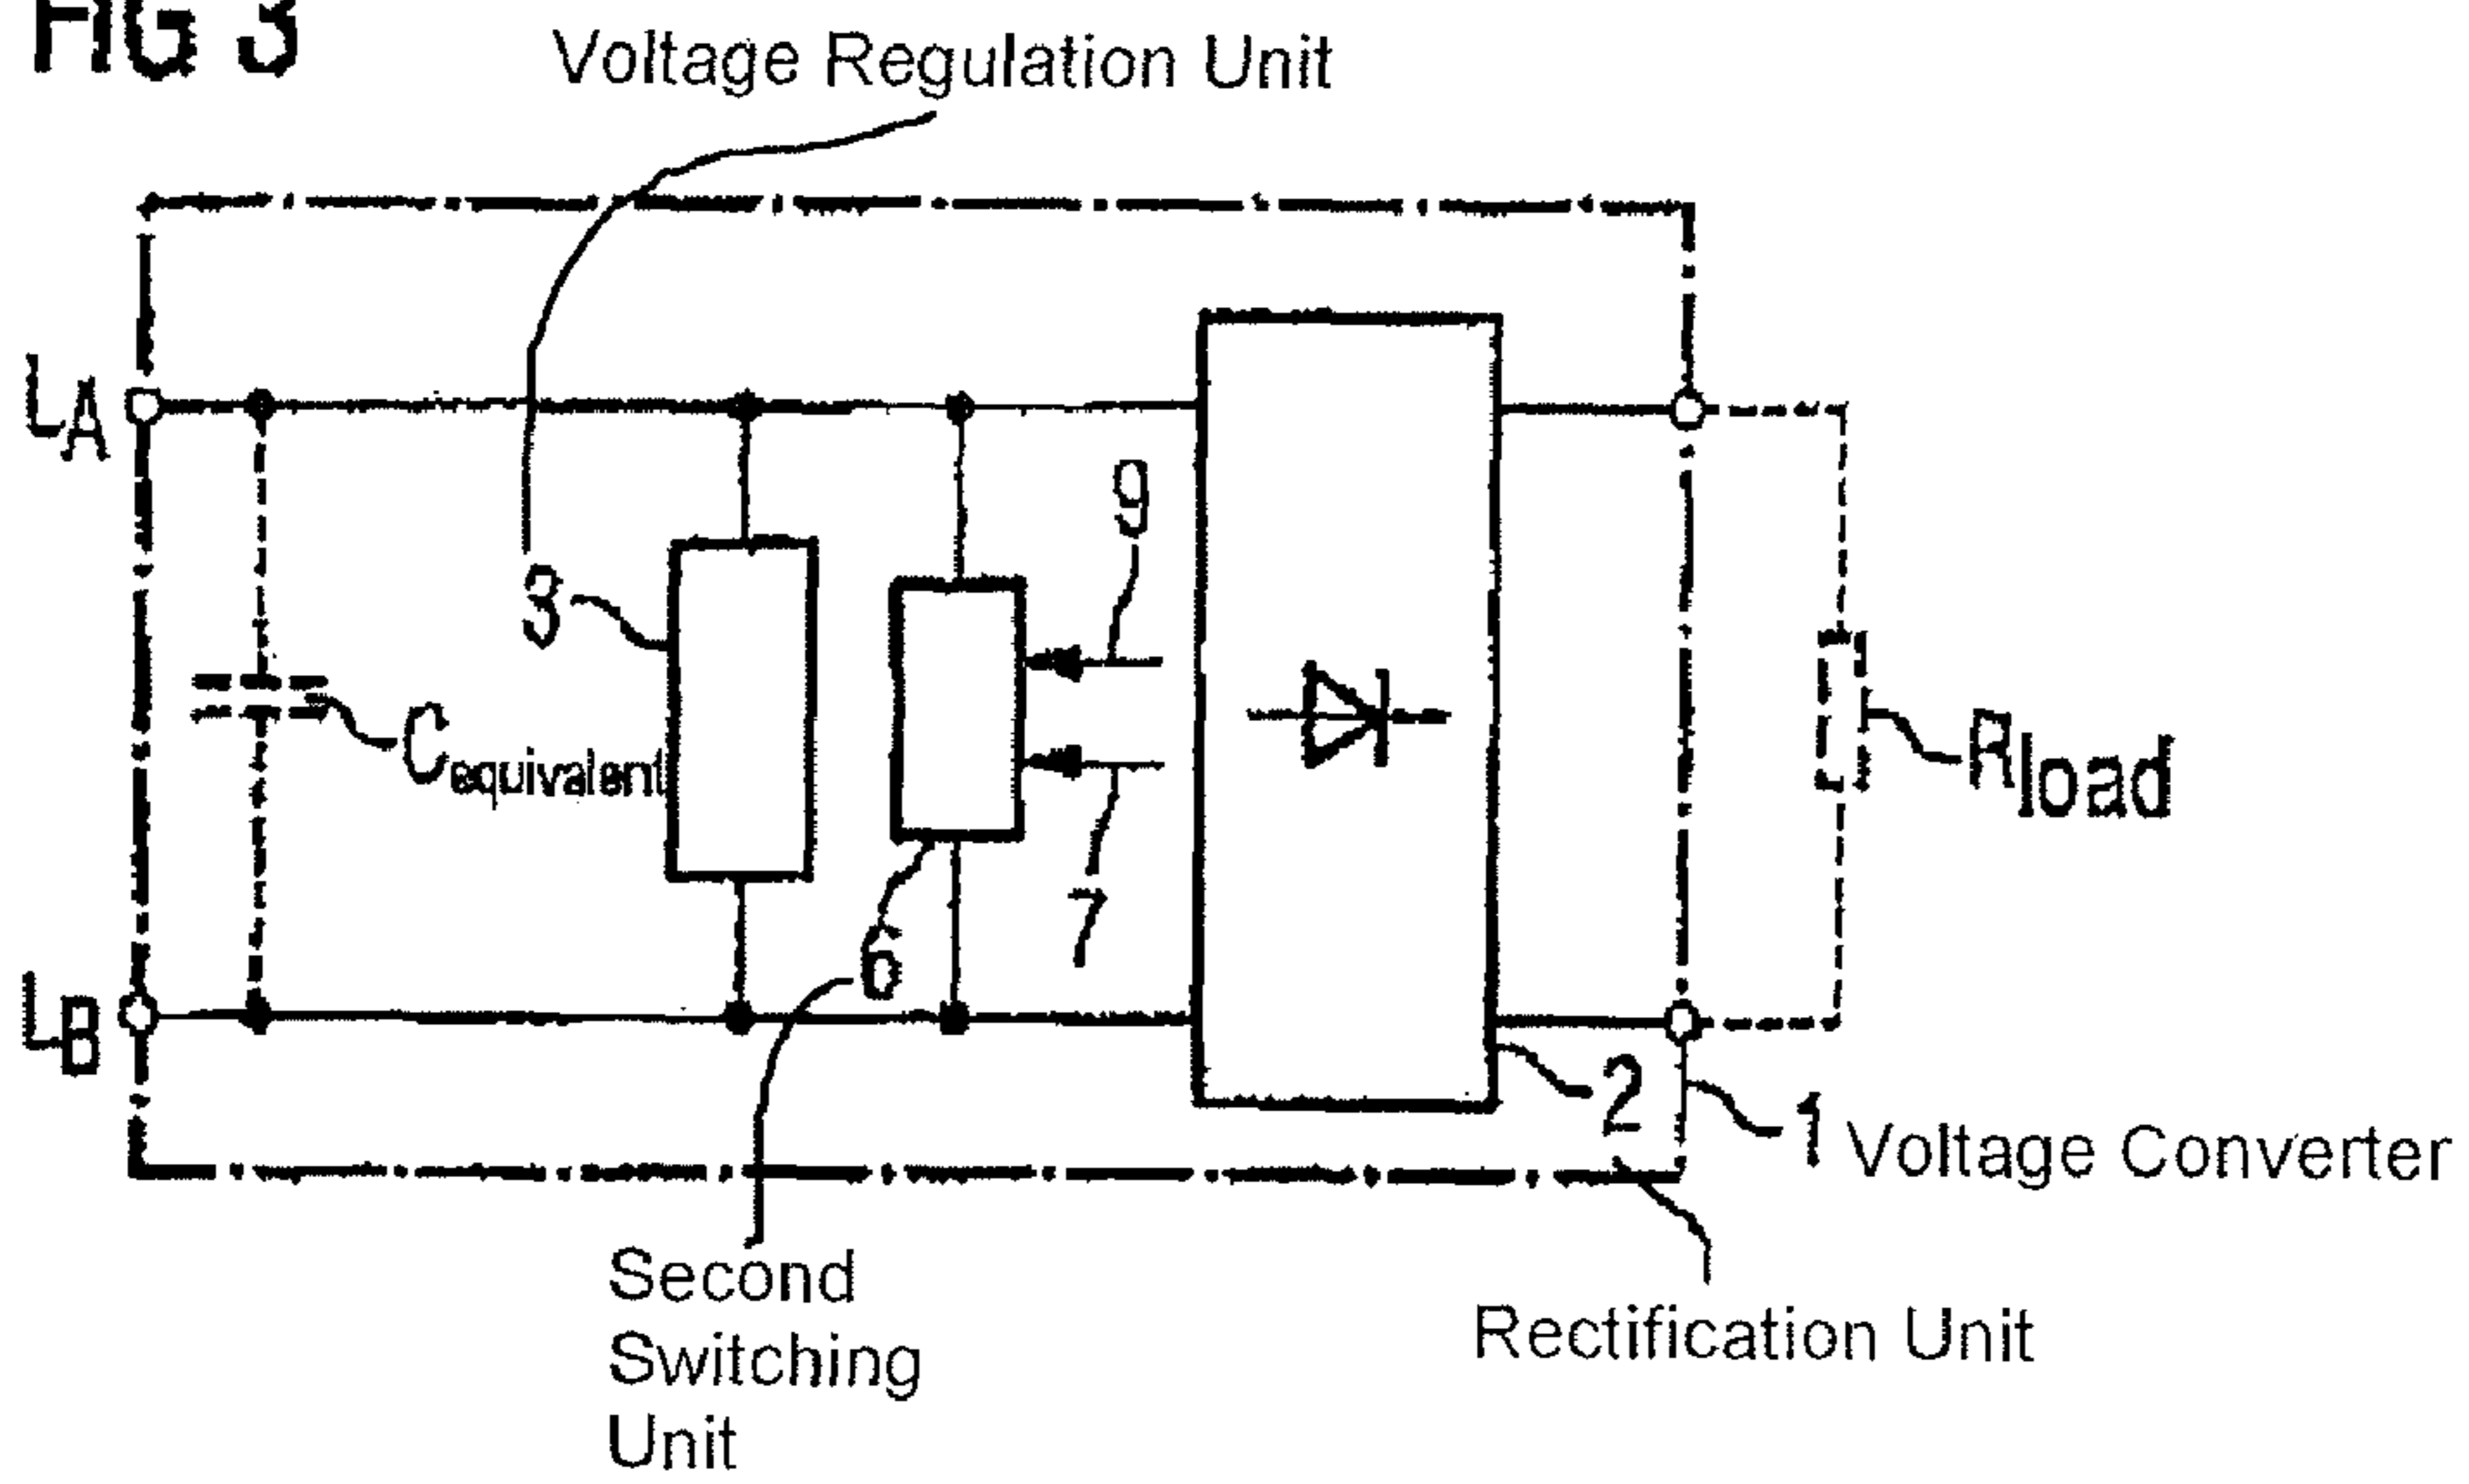 FIG 3
Voltage Regulation Unit
LA
9
3
Cequivalent
Rload
7
6
LB
2
1 Voltage Converter
Second
Switching
Unit
Rectification Unit